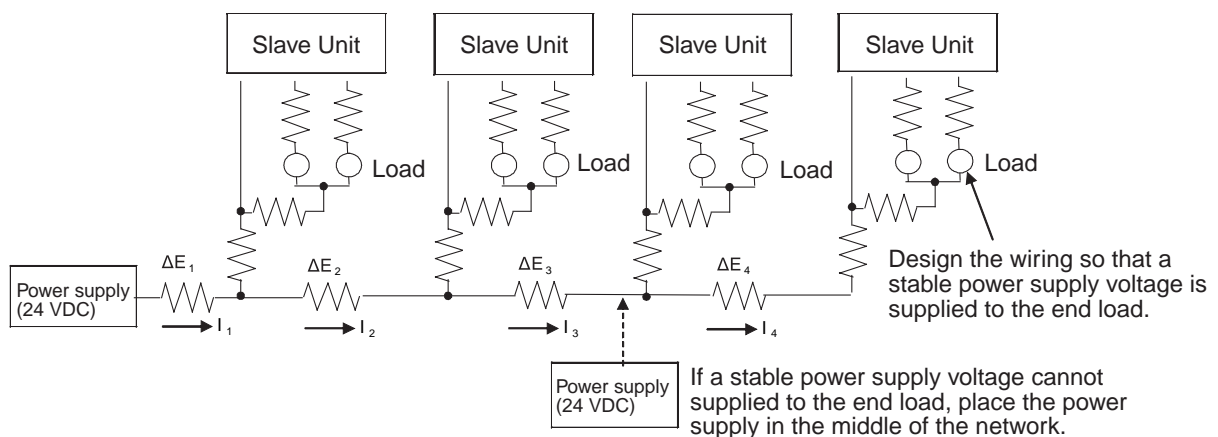 Slave Unit
Slave Unit
Slave Unit
Slave Unit
Load
Load
Load
Load
Power supply
(24 VDC)
ΔE1
ΔE2
ΔE3
ΔE4
I1
I2
I3
I4
Design the wiring so that a
stable power supply voltage is
supplied to the end load.
Power supply
(24 VDC)
If a stable power supply voltage cannot
supplied to the end load, place the power
supply in the middle of the network.